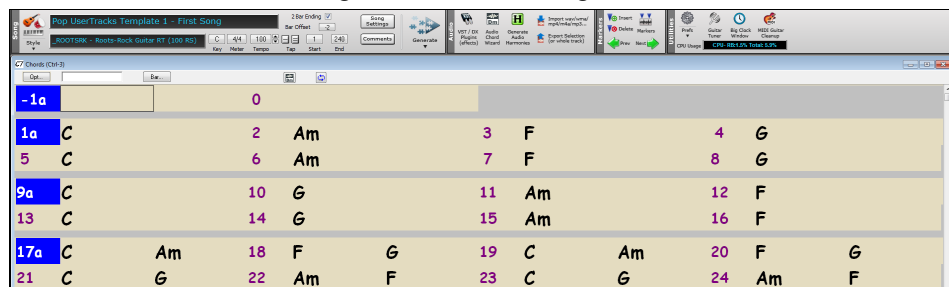 Song
Style
Pop UserTracks Template 1 - First Song
_ROOTSRK - Roots-Rock Guitar RT (100 RS)
C 4/4 100
Key Meter Tempo
2 Bar Ending
Bar Offset -2
1 240
Tap Start End
Song Settings
Comments
Generate
Audio
VST / DX Plugins (effects)
Audio Chord Wizard
Generate Audio Harmonies
Import wav/wma/mp4/m4a/mp3...
Export Selection (or whole track)
Markers
Insert
Delete Markers
Prev Next
Utilities
Prefs
Guitar Tuner
Big Clock Window
MIDI Guitar Cleanup
CPU Usage
Chords (Ctrl-3)
Opt... Bar...
-1a 0
1a C 2 Am 3 F 4 G
5 C 6 Am 7 F 8 G
9a C 10 G 11 Am 12 F
13 C 14 G 15 Am 16 F
17a C Am 18 F G 19 C Am 20 F G
21 C G 22 Am F 23 C G 24 Am F